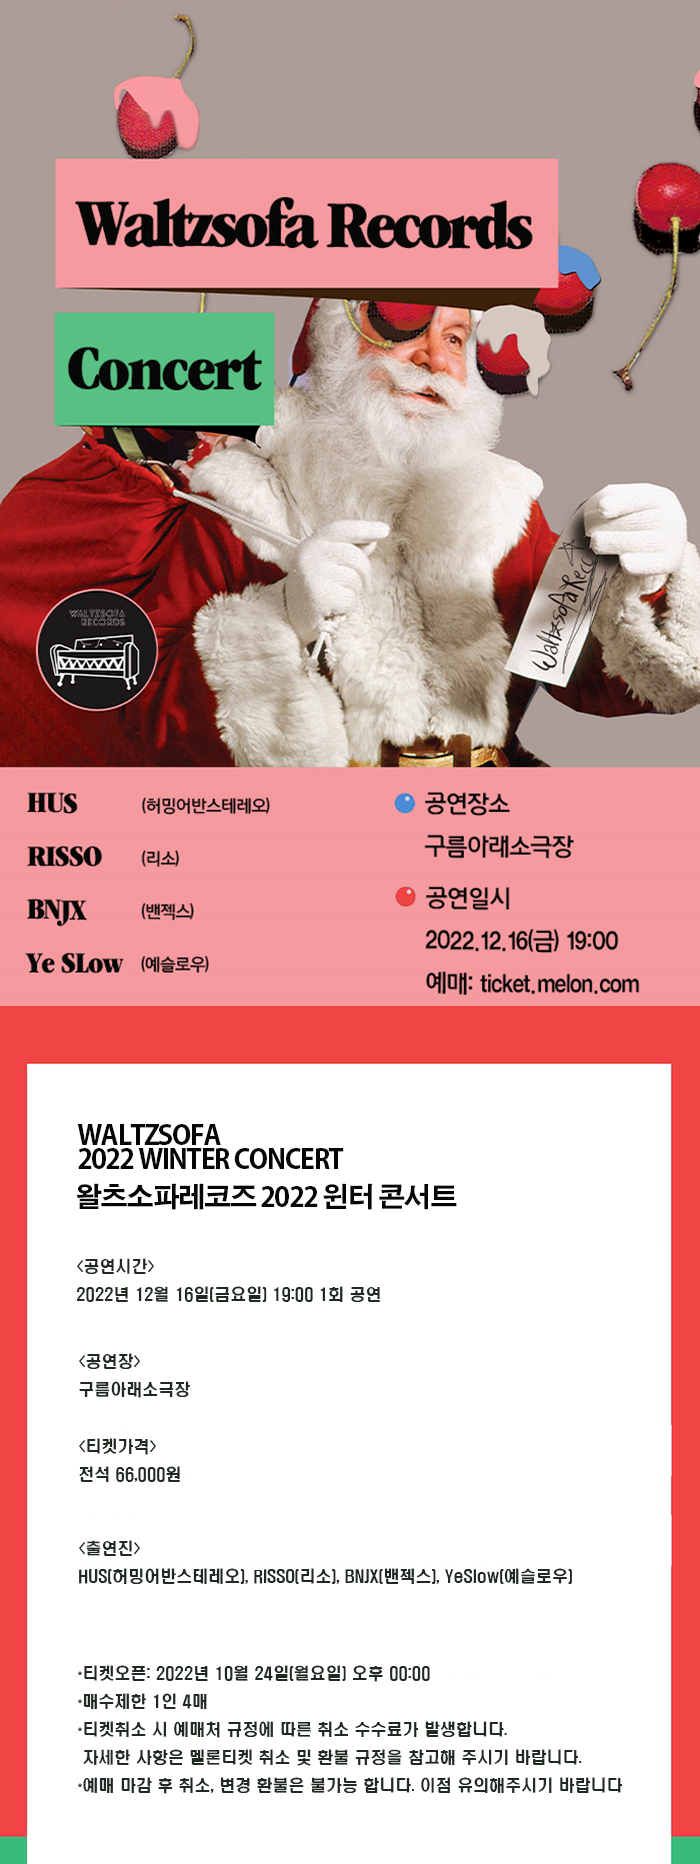 Waltzsofa Records
Concert
Waltzsofa Rec
WALTZSOFA
RECORDS
HUS (허밍어반스테레오)
RISSO (리소)
BNJX (밴젝스)
Ye SLow (예슬로우)
공연장소
구름아래소극장
공연일시
2022.12.16(금) 19:00
예매: ticket.melon.com
WALTZSOFA
2022 WINTER CONCERT
왈츠소파레코즈 2022 윈터 콘서트
<공연시간>
2022년 12월 16일(금요일) 19:00 1회 공연
<공연장>
구름아래소극장
<티켓가격>
전석 66,000원
<출연진>
HUS(허밍어반스테레오), RISSO(리소), BNJX(밴젝스), YeSlow(예슬로우)
*티켓오픈: 2022년 10월 24일(월요일) 오후 00:00
*매수제한 1인 4매
*티켓취소 시 예매처 규정에 따른 취소 수수료가 발생합니다.
자세한 사항은 멜론티켓 취소 및 환불 규정을 참고해 주시기 바랍니다.
*예매 마감 후 취소, 변경 환불은 불가능 합니다. 이점 유의해주시기 바랍니다